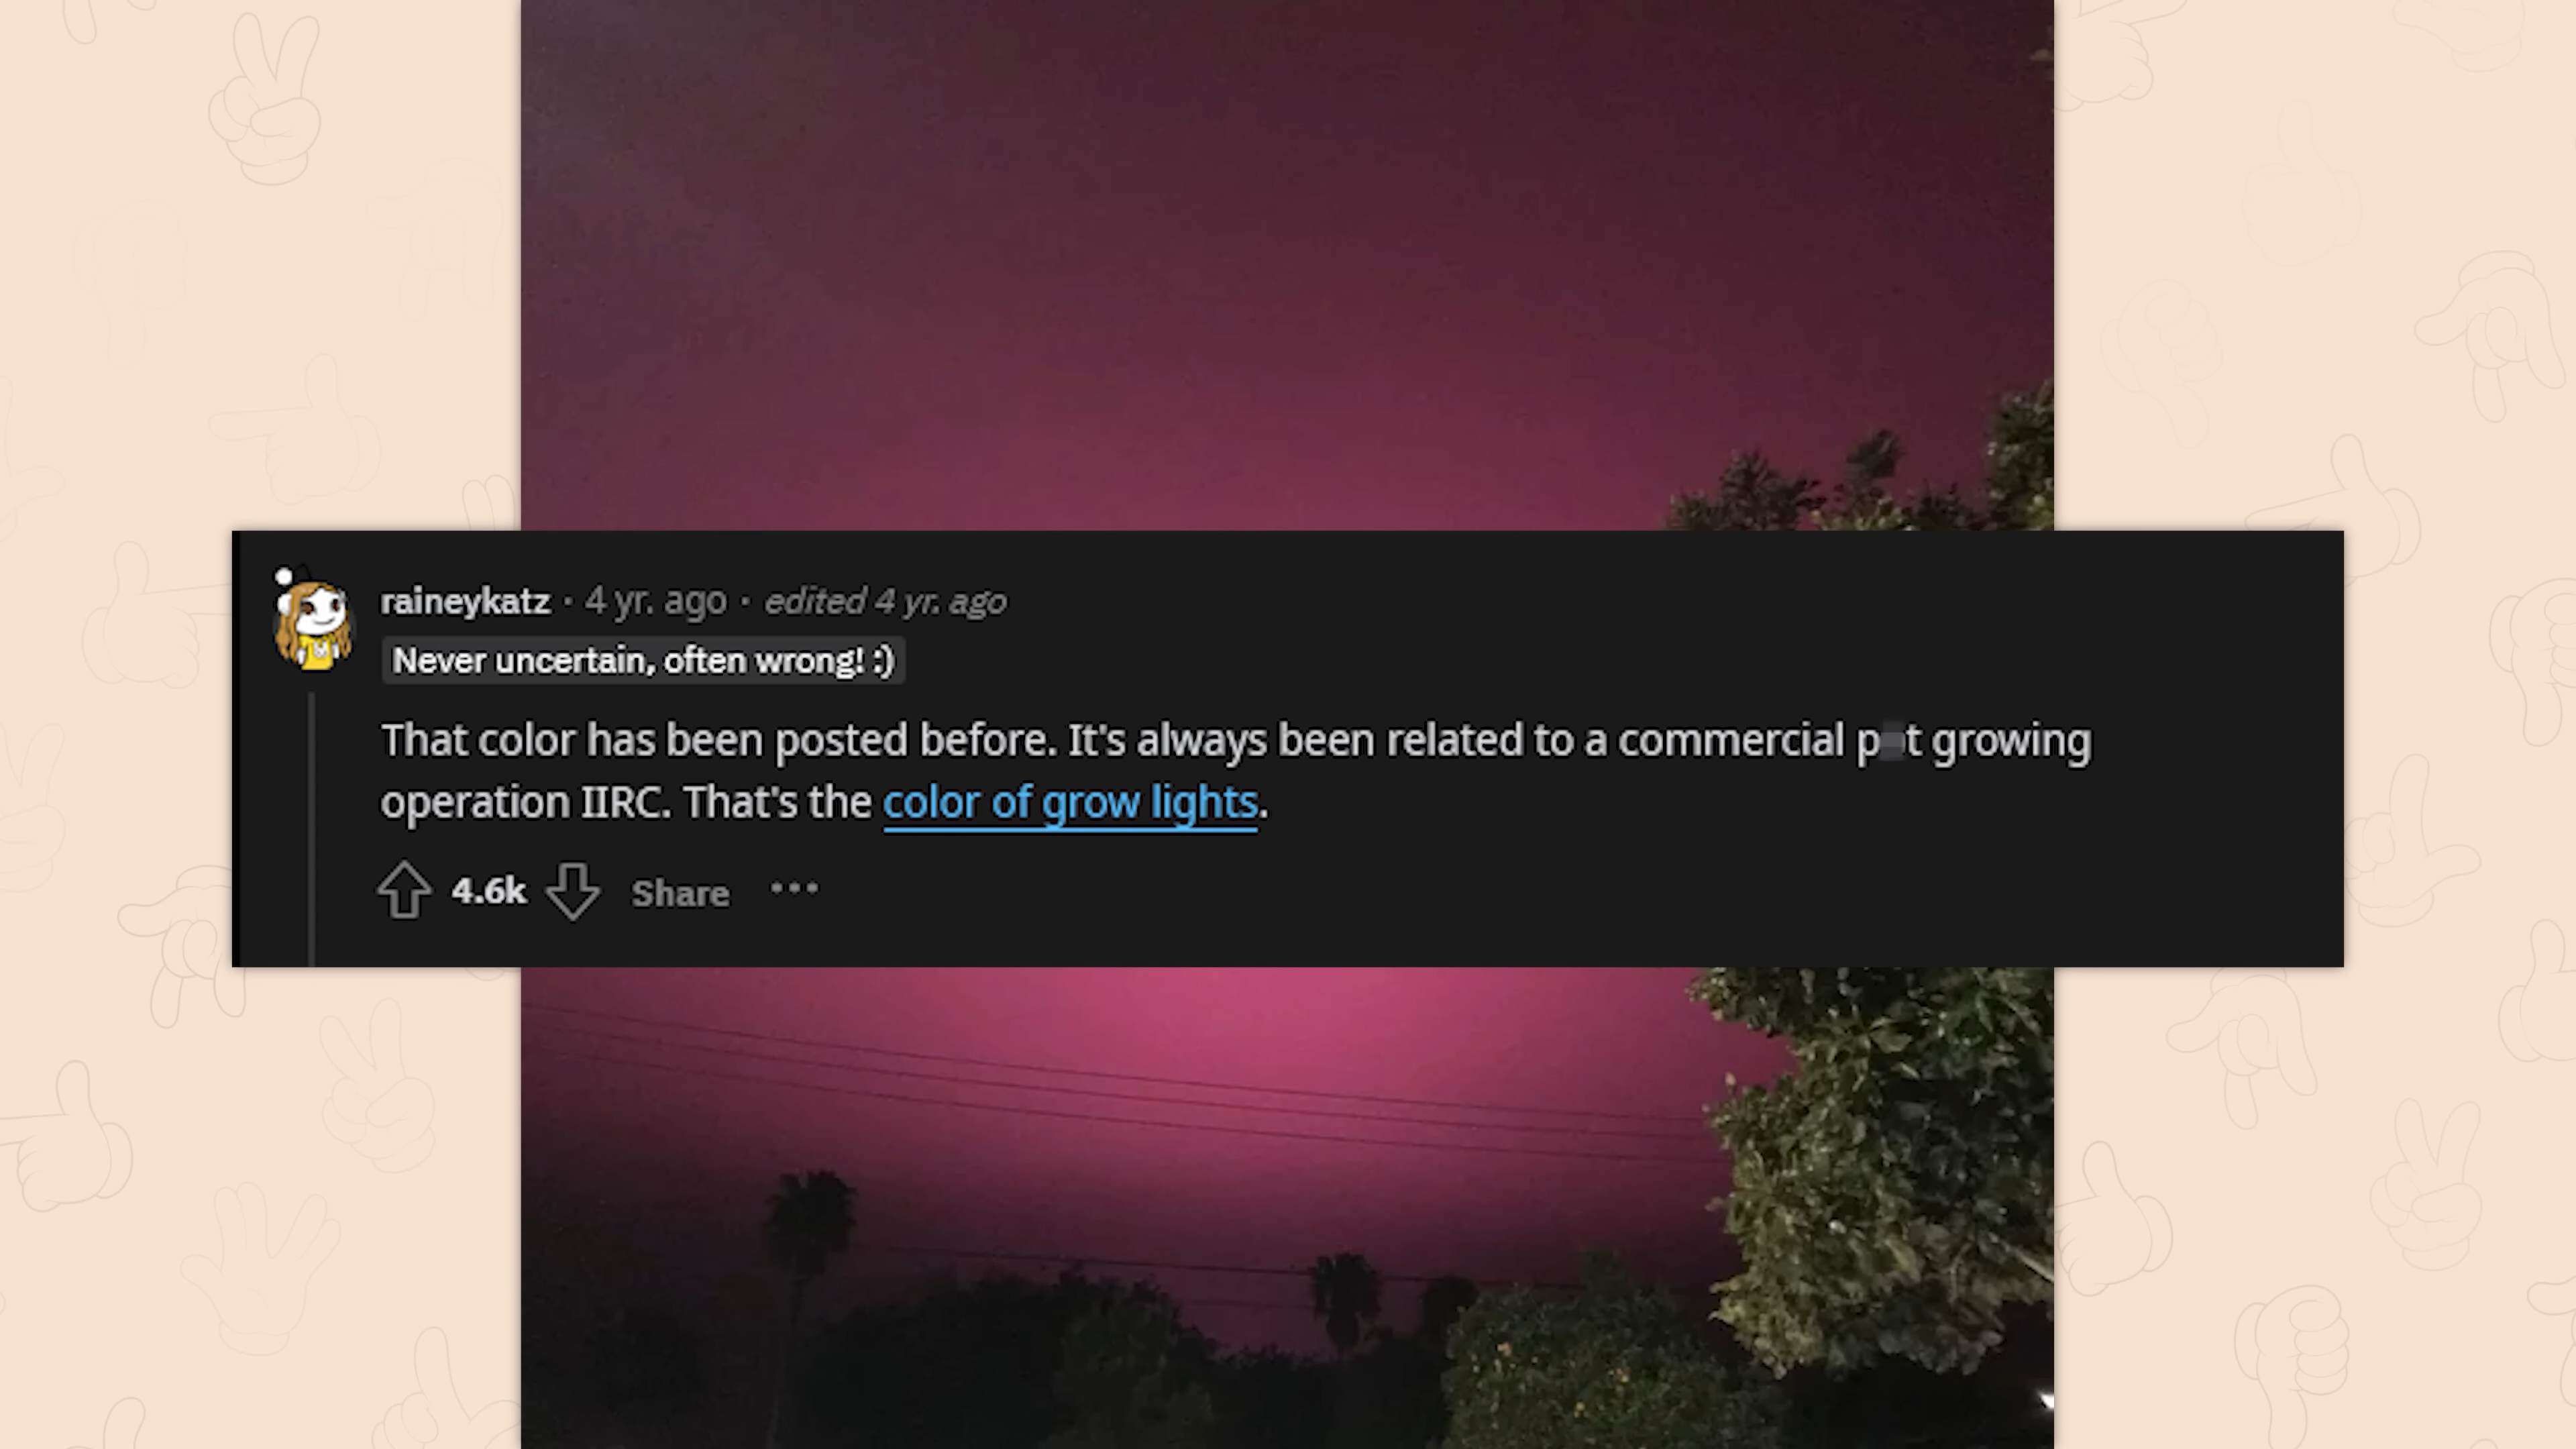 raineykatz · 4 yr. ago · edited 4 yr. ago
Never uncertain, often wrong! :)
That color has been posted before. It's always been related to a commercial growing
operation IIRC. That's the color of grow lights.
4.6k Share ···